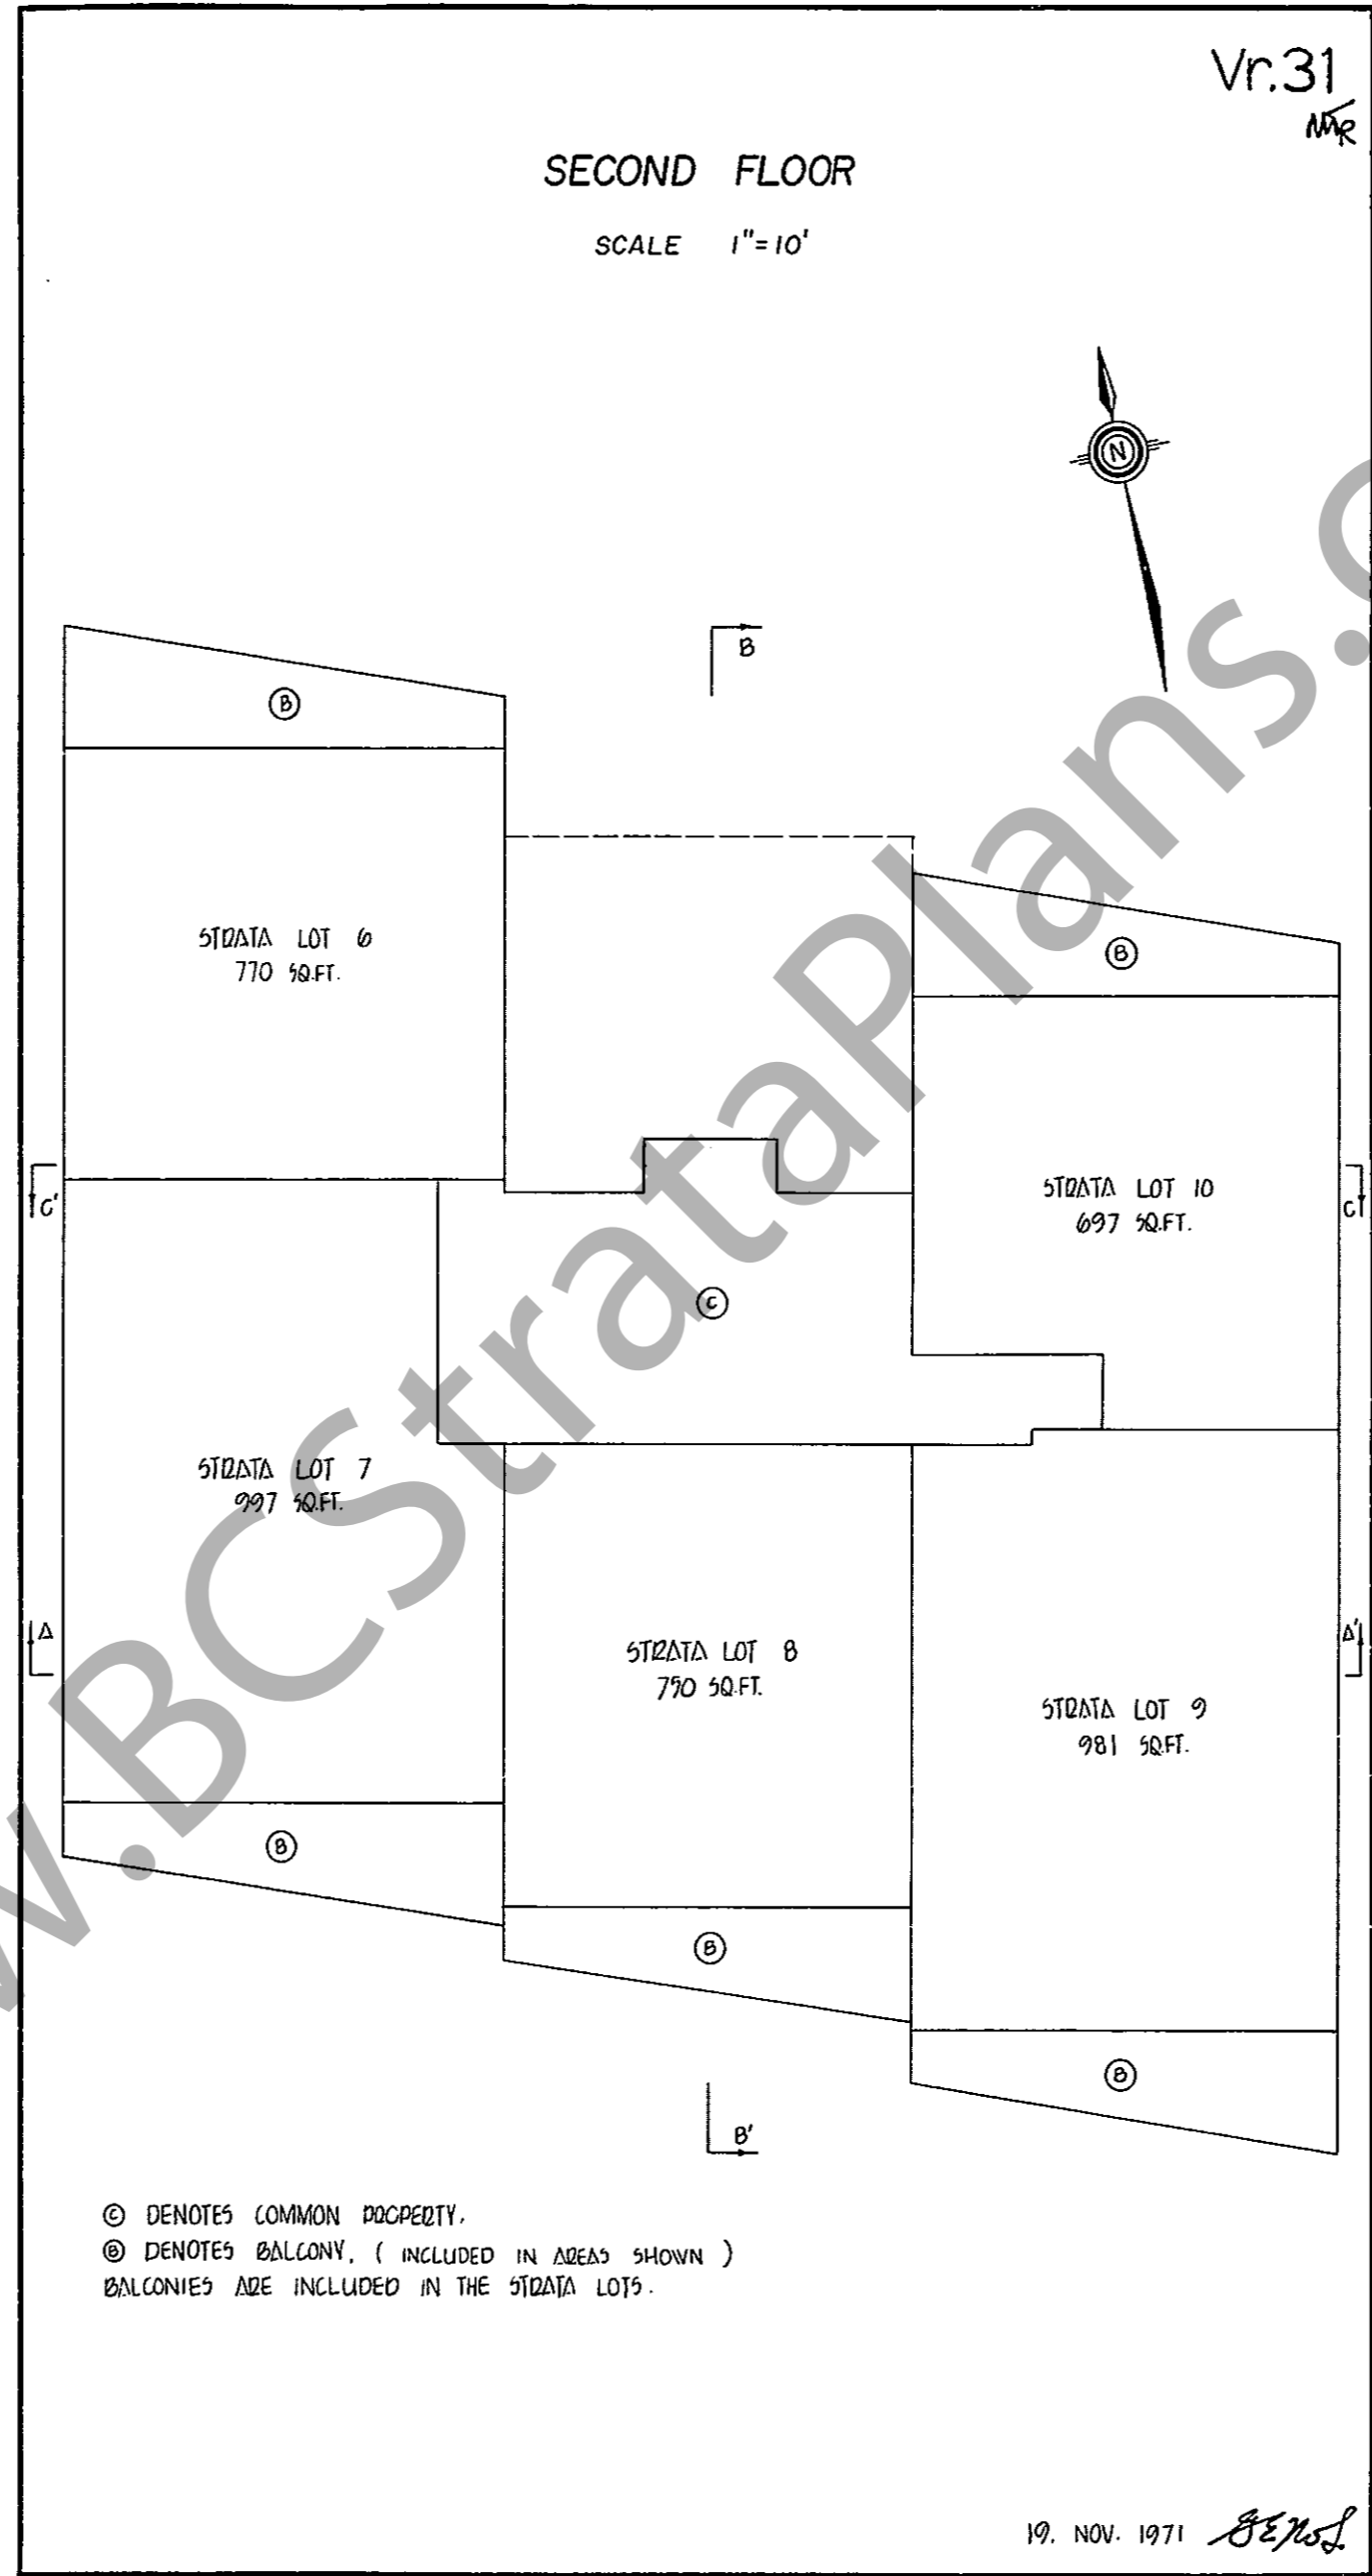 Vr.31
SECOND FLOOR
SCALE 1"=10'
N
B
B
STRATA LOT 6
770 SQ.FT.
B
C'
STRATA LOT 10
697 SQ.FT.
C
C
STRATA LOT 7
997 SQ.FT.
A
A'
STRATA LOT 8
750 SQ.FT.
STRATA LOT 9
981 SQ.FT.
B
B
B
B'
Ⓒ DENOTES COMMON PROPERTY.
Ⓑ DENOTES BALCONY. ( INCLUDED IN AREAS SHOWN )
BALCONIES ARE INCLUDED IN THE STRATA LOTS.
19. NOV. 1971
w.BCStrataPlans.c